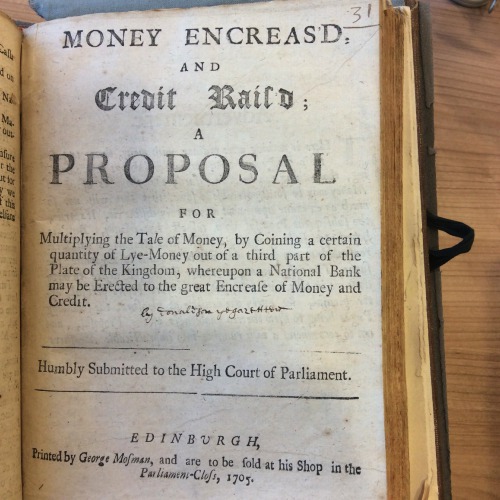 31
MONEY ENCREAS'D;
AND
Credit Rais'd;
A
PROPOSAL
FOR
Multiplying the Tale of Money, by Coining a certain
quantity of Lye-Money out of a third part of the
Plate of the Kingdom, whereupon a National Bank
may be Erected to the great Encrease of Money and
Credit.
by Donaldson
Humbly Submitted to the High Court of Parliament.
EDINBVRGH,
Printed by George Mosman, and are to be sold at his Shop in the
Parliament-Closs, 1705.